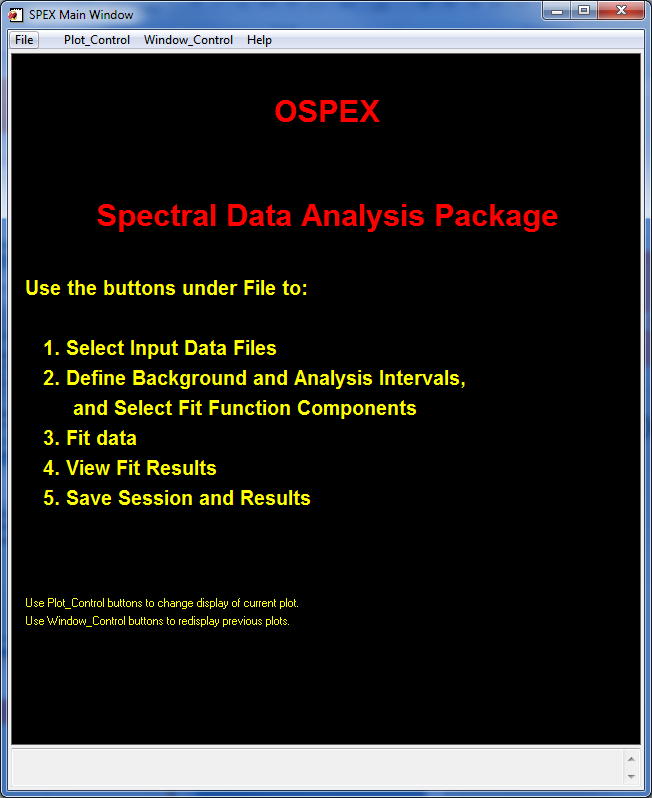 SPEX Main Window
File Plot_Control Window_Control Help
OSPEX
Spectral Data Analysis Package
Use the buttons under File to:
1. Select Input Data Files
2. Define Background and Analysis Intervals,
and Select Fit Function Components
3. Fit data
4. View Fit Results
5. Save Session and Results
Use Plot_Control buttons to change display of current plot.
Use Window_Control buttons to redisplay previous plots.